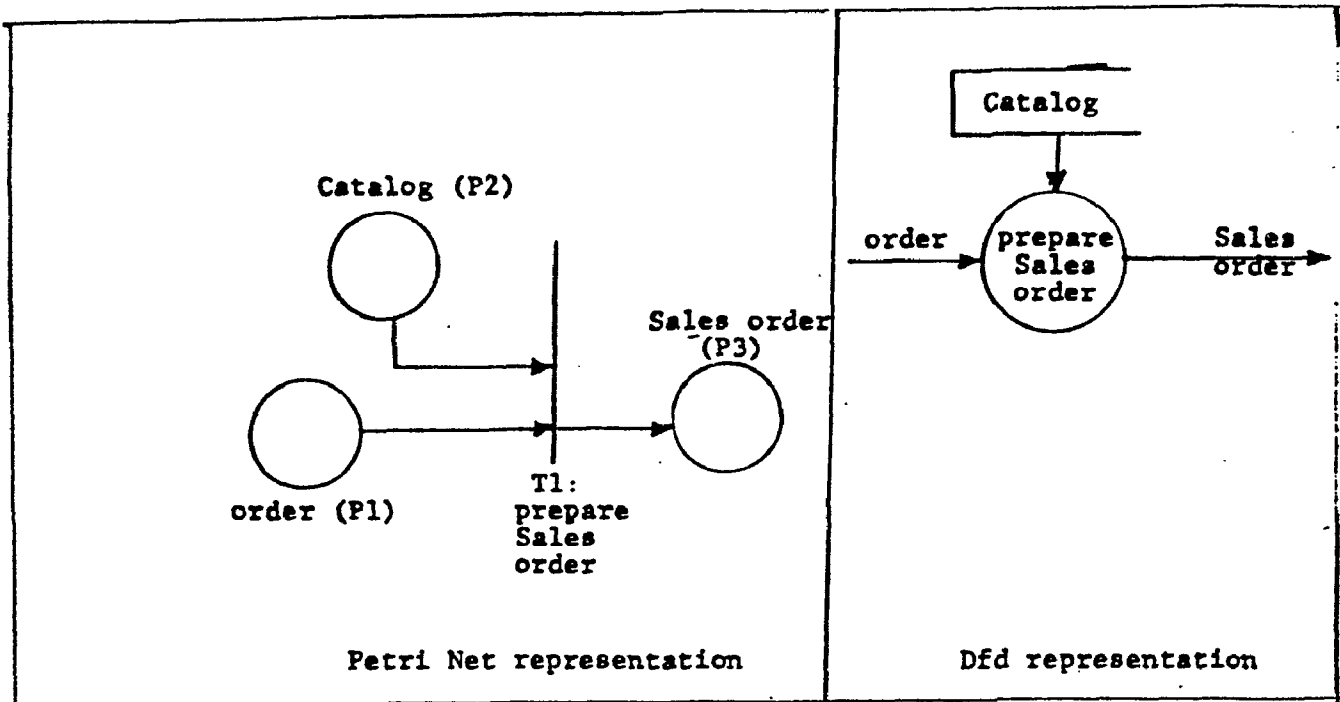 Catalog (P2)
Sales order
(P3)
order (P1)
T1:
prepare
Sales
order
Petri Net representation
Catalog
order
prepare
Sales
order
Sales
order
Dfd representation